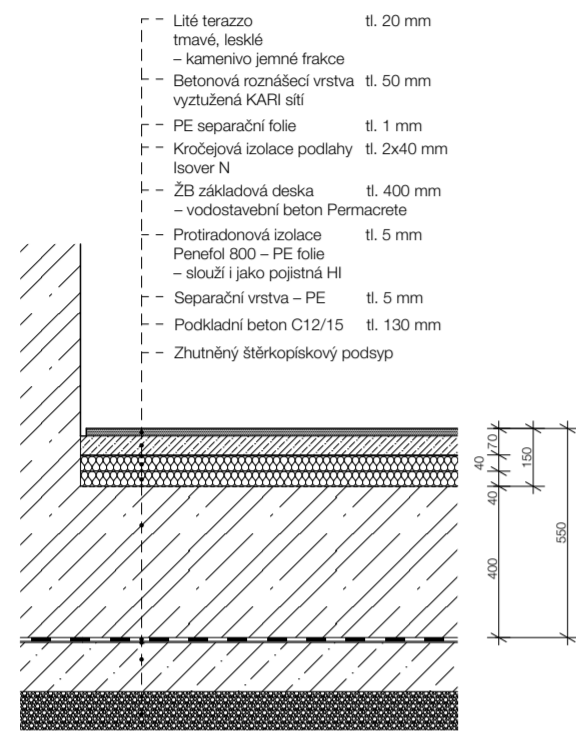 Lité terazzo tl. 20 mm
tmavé, lesklé
– kamenivo jemné frakce
Betonová roznášecí vrstva tl. 50 mm
vyztužená KARI sítí
PE separační folie tl. 1 mm
Kročejová izolace podlahy tl. 2x40 mm
Isover N
ŽB základová deska tl. 400 mm
– vodostavební beton Permacrete
Protiradonová izolace tl. 5 mm
Penefol 800 – PE folie
– slouží i jako pojistná HI
Separační vrstva – PE tl. 5 mm
Podkladní beton C12/15 tl. 130 mm
Zhutněný štěrkopískový podsyp
70
40
40
150
400
550